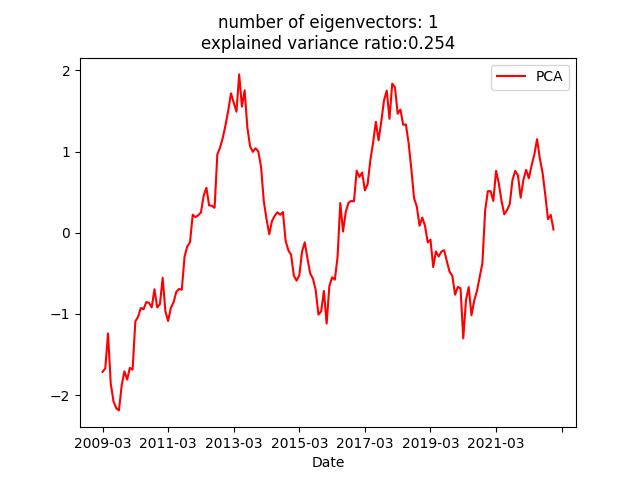 number of eigenvectors: 1
explained variance ratio:0.254
PCA
2
1
0
−1
−2
2009-03 2011-03 2013-03 2015-03 2017-03 2019-03 2021-03
Date